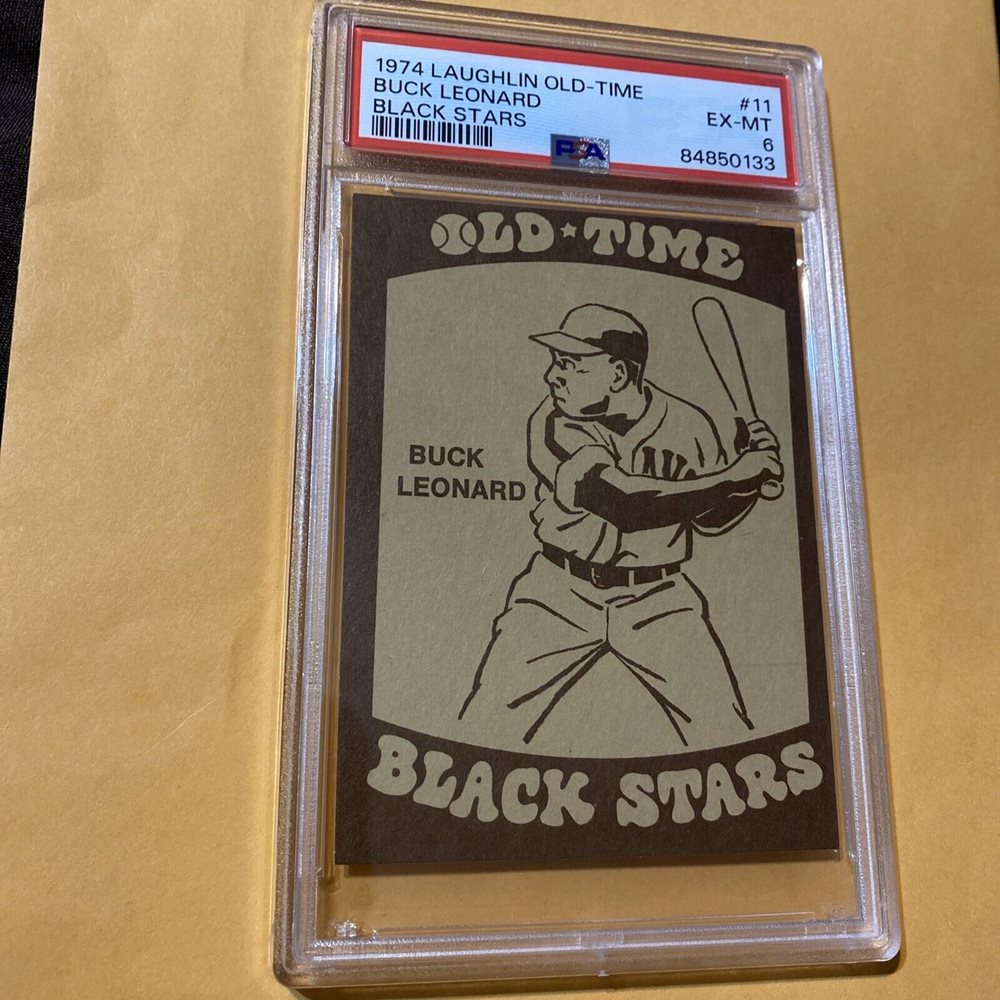 1974 LAUGHLIN OLD-TIME #11
BUCK LEONARD EX-MT
BLACK STARS 6
PSA 84850133
OLD TIME
BUCK
LEONARD
BLACK STARS